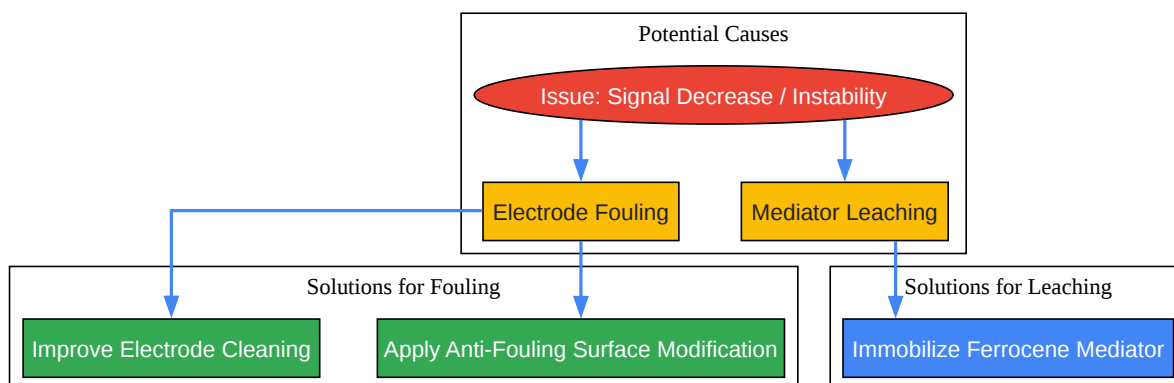 Potential Causes
Issue: Signal Decrease / Instability
Electrode Fouling
Mediator Leaching
Solutions for Fouling
Solutions for Leaching
Improve Electrode Cleaning
Apply Anti-Fouling Surface Modification
Immobilize Ferrocene Mediator